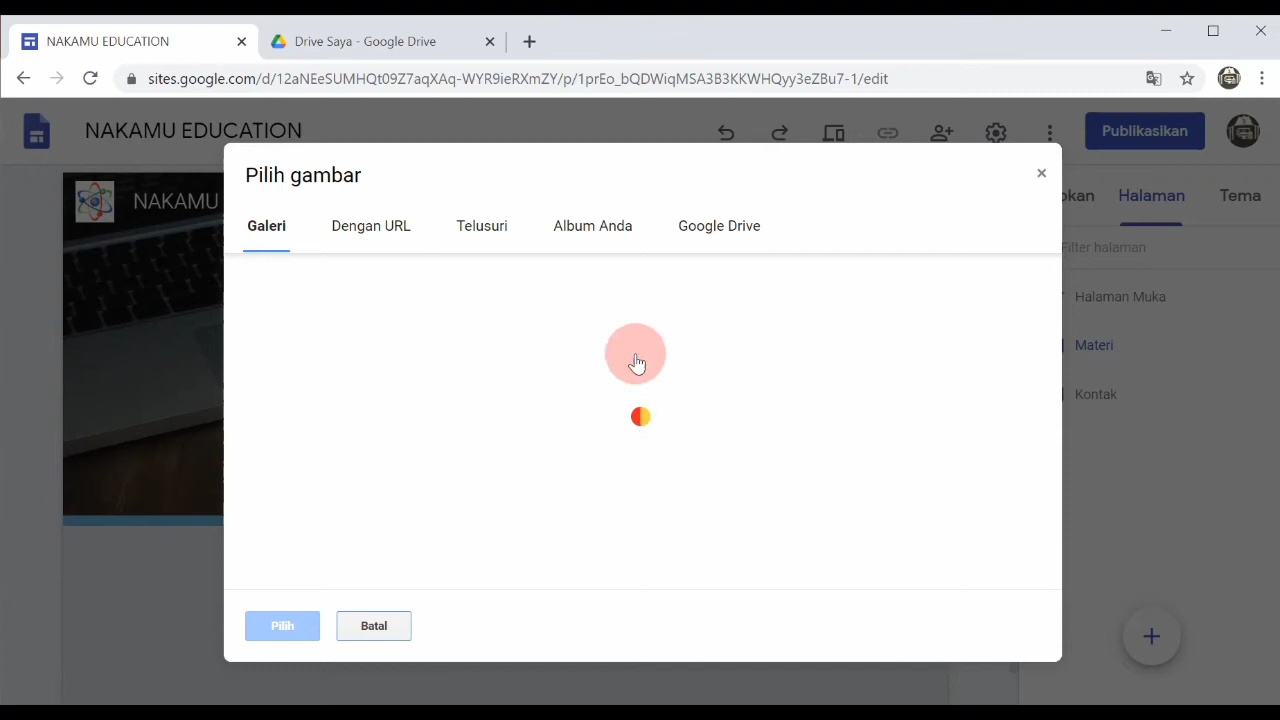 NAKAMU EDUCATION
Drive Saya - Google Drive
sites.google.com/d/12aNEeSUMHQt09Z7aqXAq-WYR9ieRXmZY/p/1prEo_bQDWiqMSA3B3KKWHQyy3eZBu7-1/edit
NAKAMU EDUCATION
Publikasikan
Pilih gambar
NAKAMU
Halaman
Tema
Galeri
Dengan URL
Telusuri
Album Anda
Google Drive
Filter halaman
Halaman Muka
Materi
Kontak
Pilih
Batal